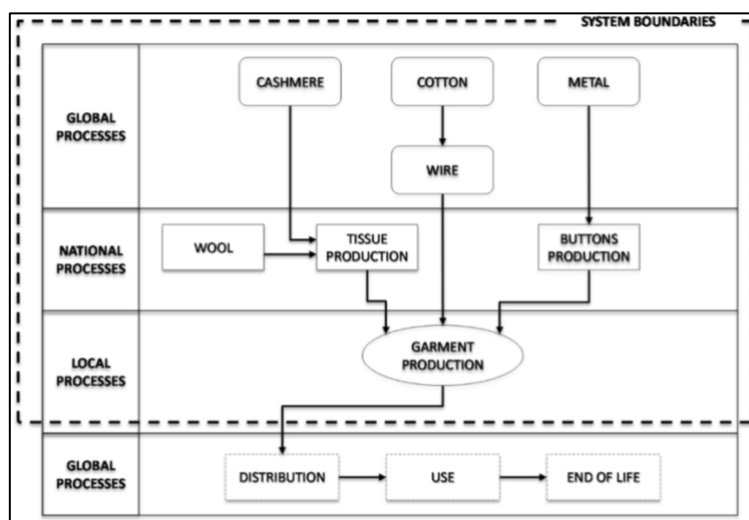 SYSTEM BOUNDARIES
GLOBAL
PROCESSES
CASHMERE
COTTON
METAL
WIRE
NATIONAL
PROCESSES
WOOL
TISSUE
PRODUCTION
BUTTONS
PRODUCTION
LOCAL
PROCESSES
GARMENT
PRODUCTION
GLOBAL
PROCESSES
DISTRIBUTION
USE
END OF LIFE